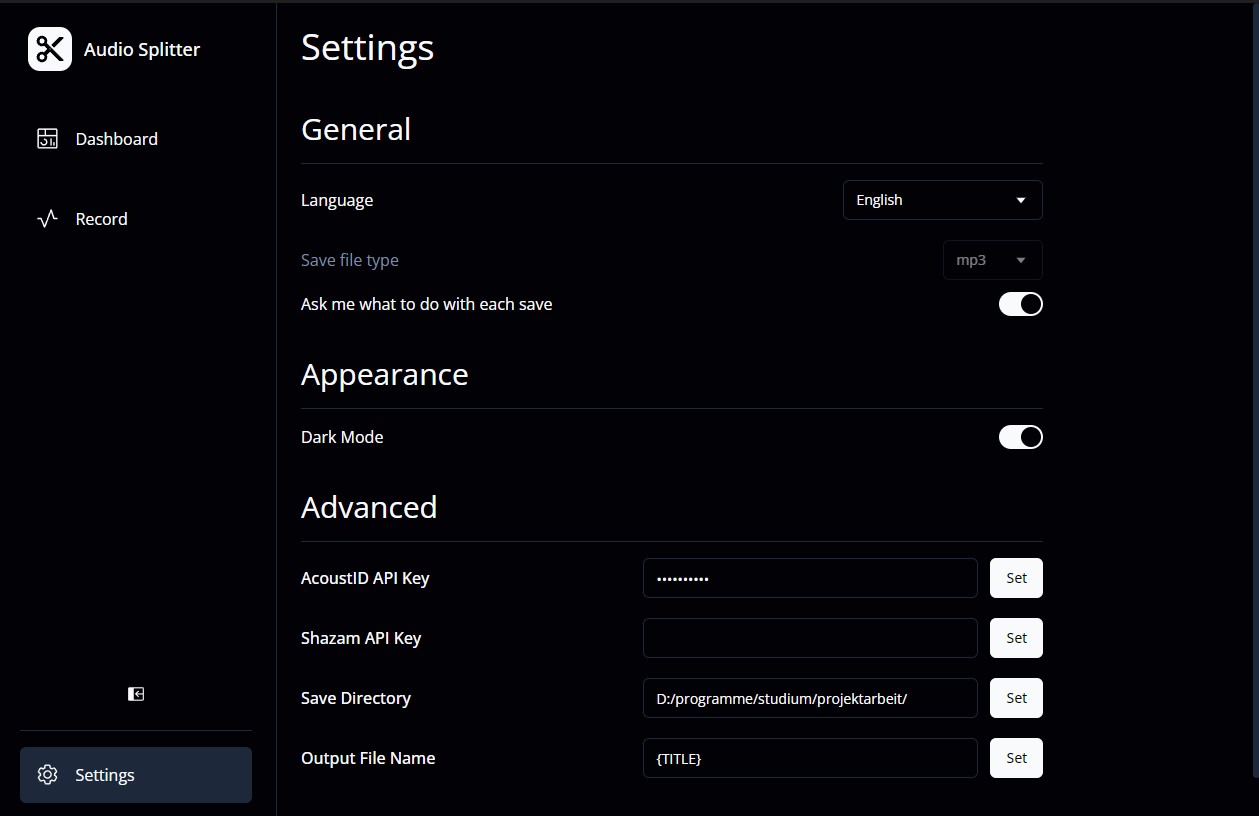 Audio Splitter
Dashboard
Record
Settings
Settings
General
Language English
Save file type mp3
Ask me what to do with each save
Appearance
Dark Mode
Advanced
AcoustID API Key •••••••••• Set
Shazam API Key Set
Save Directory D:/programme/studium/projektarbeit/ Set
Output File Name {TITLE} Set